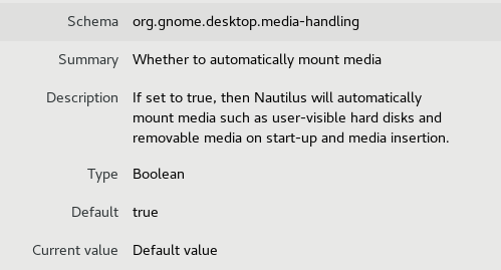 Schema org.gnome.desktop.media-handling
Summary Whether to automatically mount media
Description If set to true, then Nautilus will automatically
mount media such as user-visible hard disks and
removable media on start-up and media insertion.
Type Boolean
Default true
Current value Default value